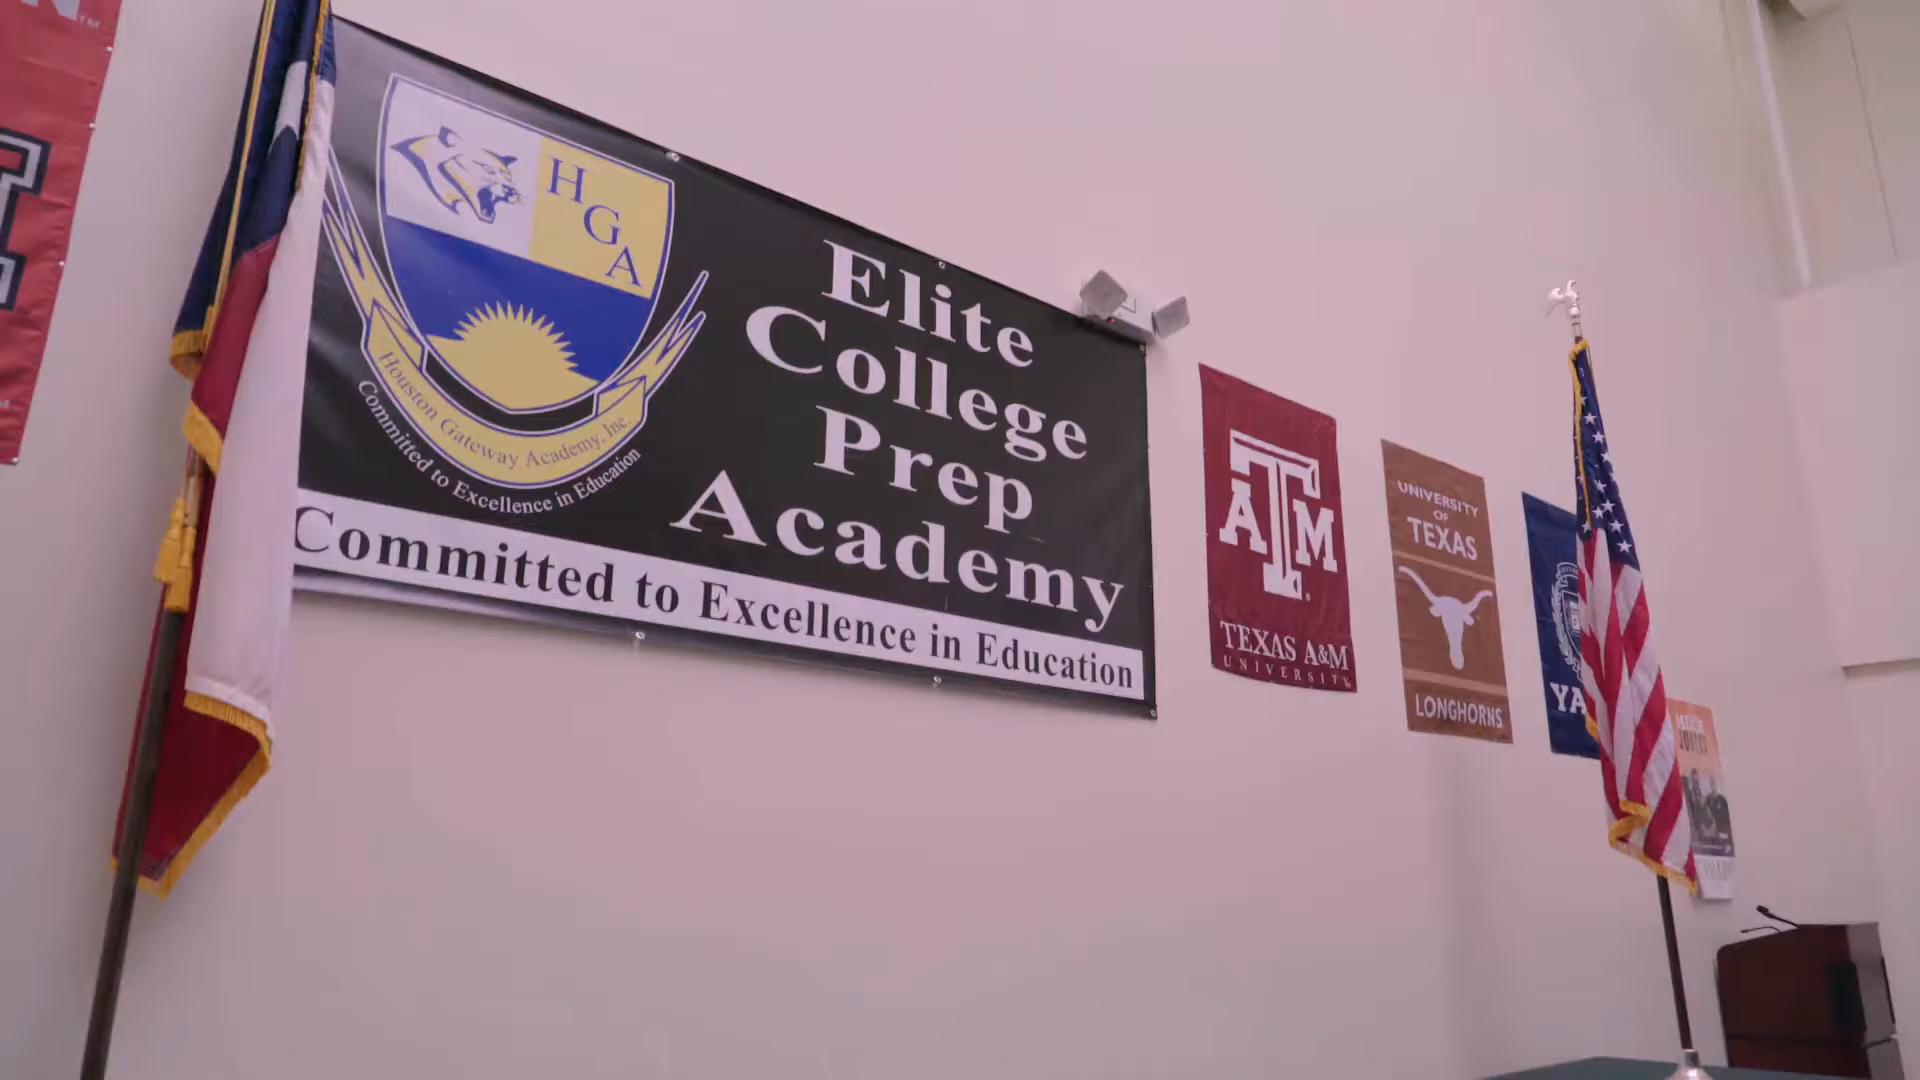 H
G
A
Houston Gateway Academy, Inc.
Committed to Excellence in Education
Elite
College
Prep
Academy
Committed to Excellence in Education
ATM
TEXAS A&M
UNIVERSITY
UNIVERSITY
OF
TEXAS
LONGHORNS
YA